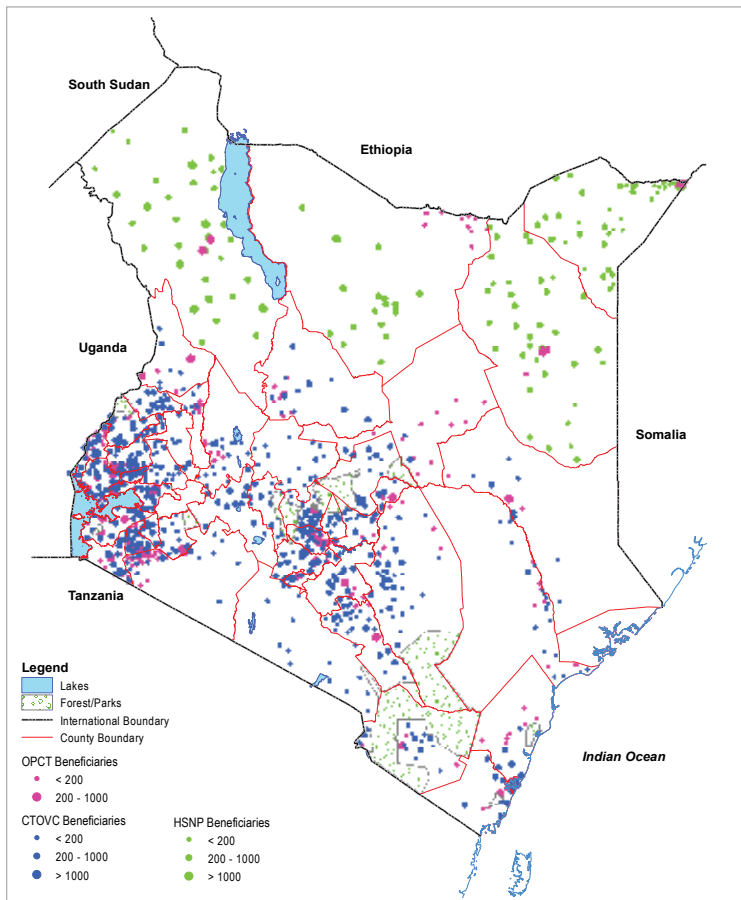 South Sudan
Ethiopia
Uganda
Somalia
Tanzania
Indian Ocean
Legend
Lakes
Forest/Parks
International Boundary
County Boundary
OPCT Beneficiaries
< 200
200 - 1000
CTOVC Beneficiaries
< 200
200 - 1000
> 1000
HSNP Beneficiaries
< 200
200 - 1000
> 1000